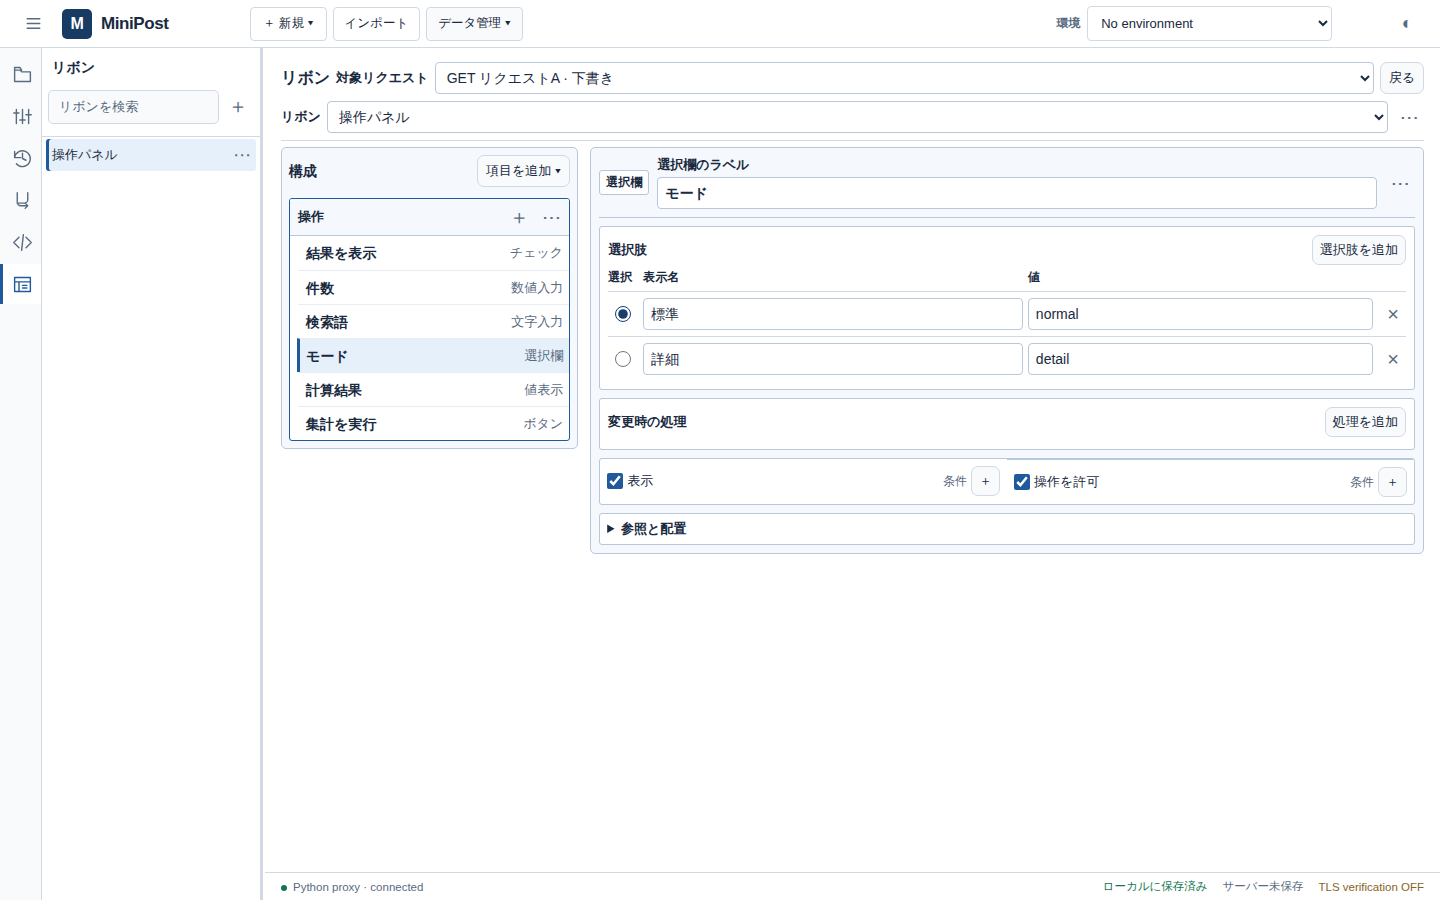 M MiniPost
＋ 新規 ▾
インポート
データ管理 ▾
環境
No environment
リボン
リボンを検索
＋
操作パネル
…
リボン 対象リクエスト
GET リクエストA · 下書き
戻る
リボン
操作パネル
…
構成
項目を追加 ▾
操作
＋ …
結果を表示 チェック
件数 数値入力
検索語 文字入力
モード 選択欄
計算結果 値表示
集計を実行 ボタン
選択欄
選択欄のラベル
モード
…
選択肢
選択肢を追加
選択 表示名 値
標準 normal ×
詳細 detail ×
変更時の処理
処理を追加
表示 条件 ＋
操作を許可 条件 ＋
▶ 参照と配置
Python proxy · connected
ローカルに保存済み サーバー未保存 TLS verification OFF